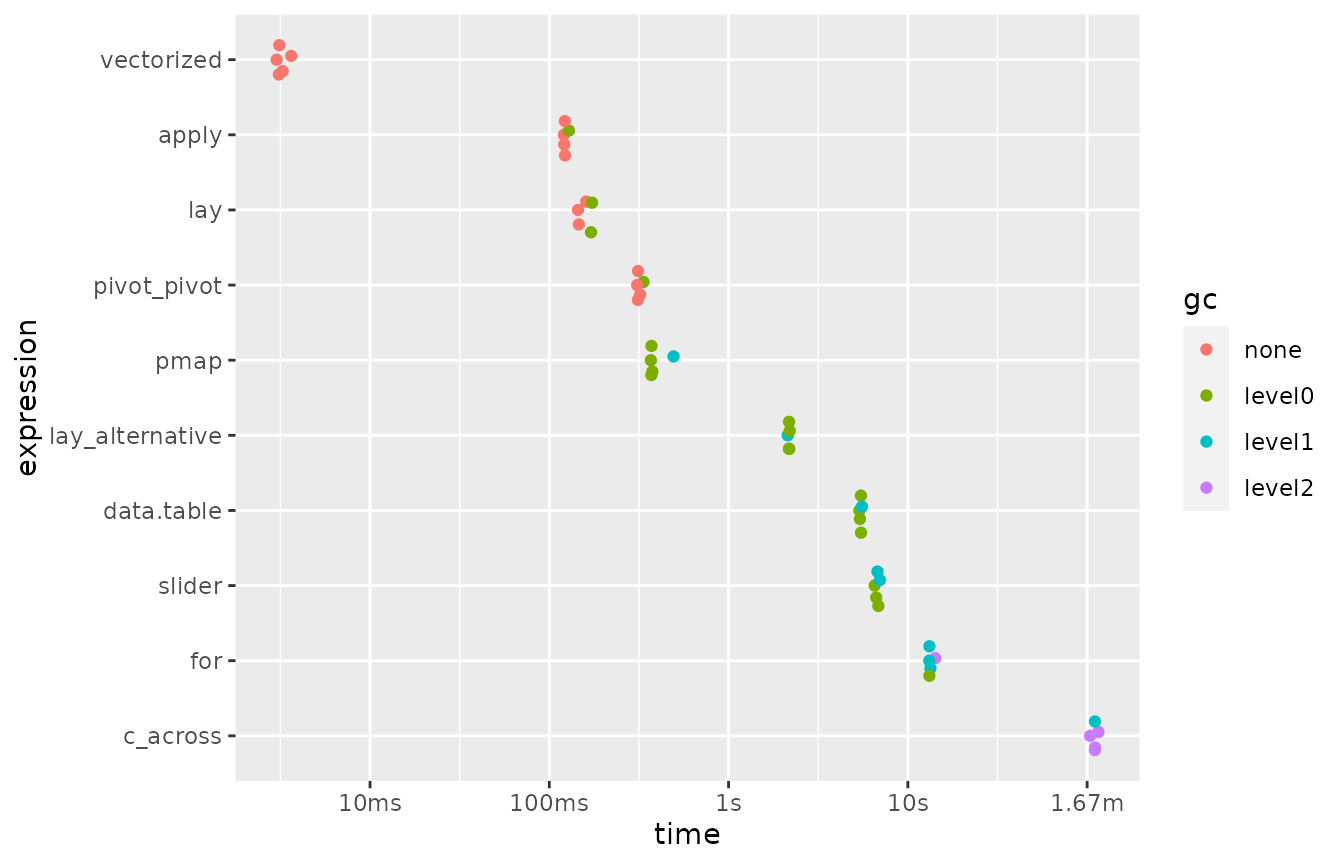 expression
vectorized
apply
lay
pivot_pivot
pmap
lay_alternative
data.table
slider
for
c_across
10ms
100ms
1s
10s
1.67m
time
gc
none
level0
level1
level2